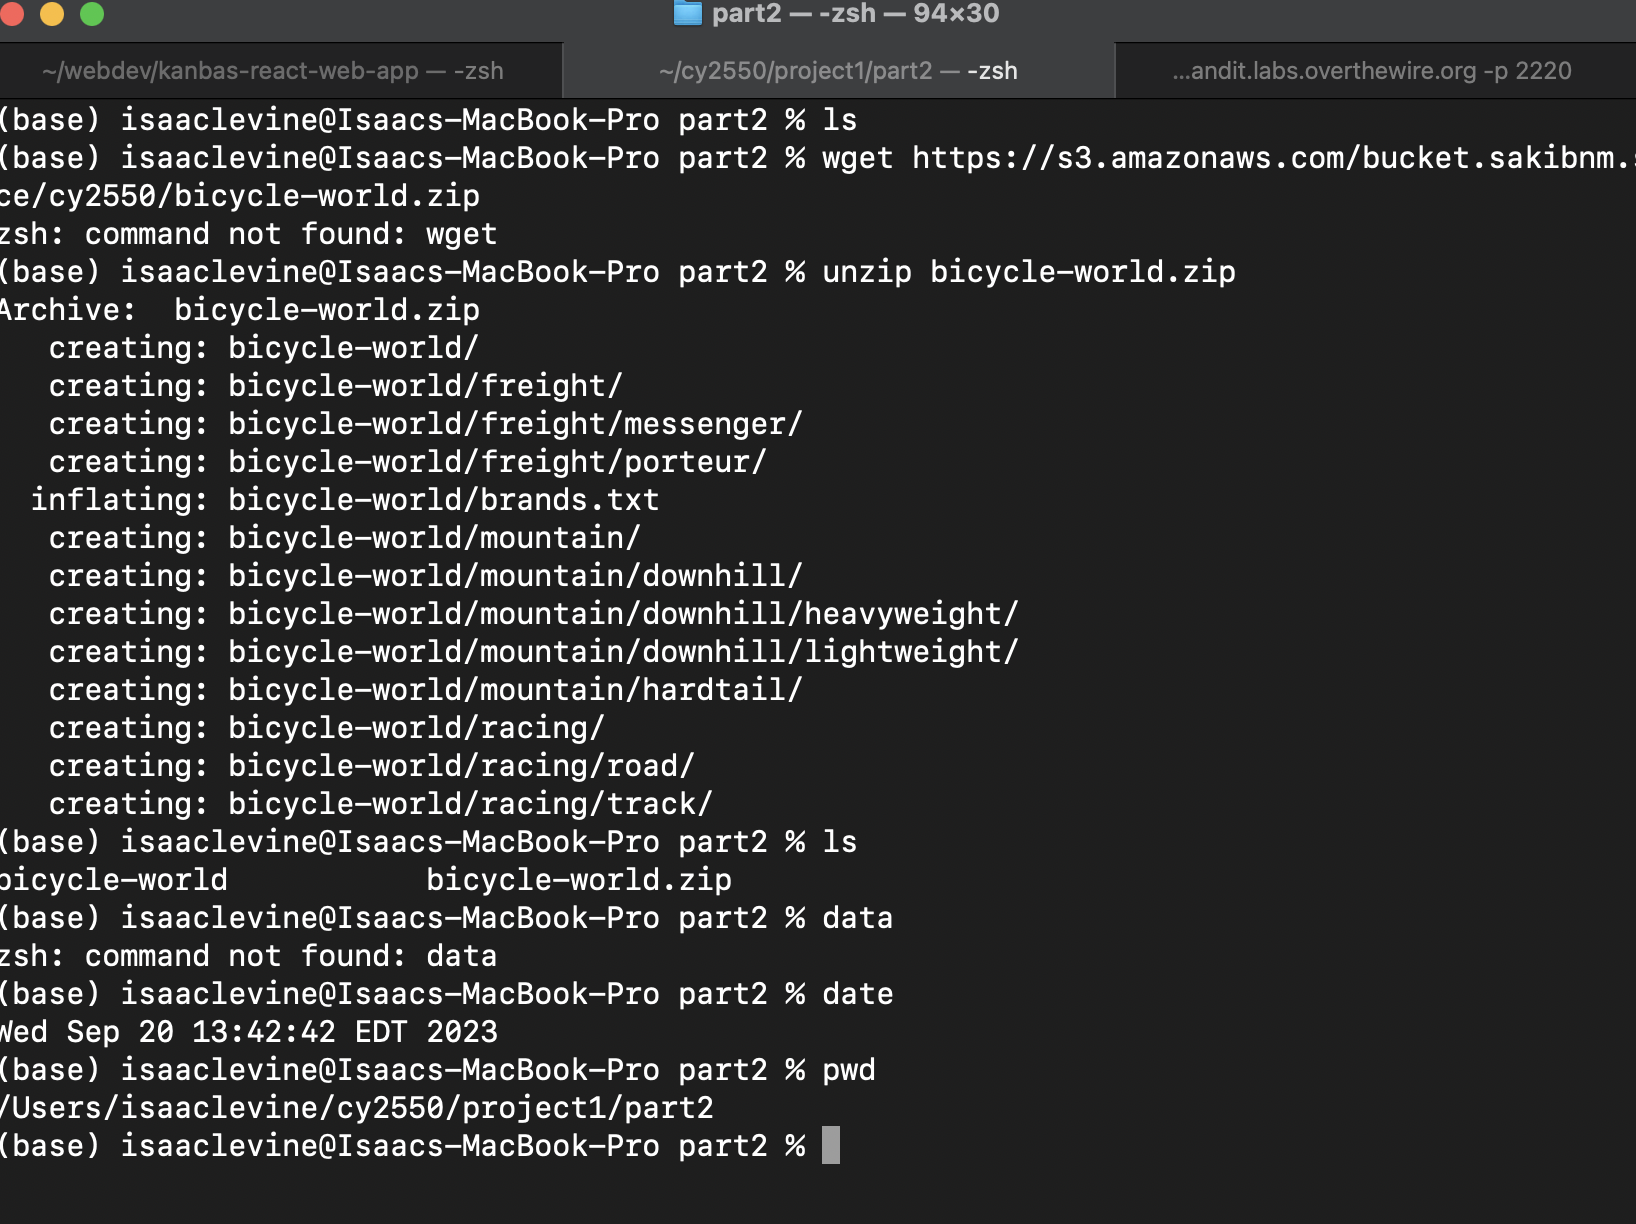 part2 — -zsh — 94×30
~/webdev/kanbas-react-web-app — -zsh
~/cy2550/project1/part2 — -zsh
...andit.labs.overthewire.org -p 2220
(base) isaaclevine@Isaacs-MacBook-Pro part2 % ls
(base) isaaclevine@Isaacs-MacBook-Pro part2 % wget https://s3.amazonaws.com/bucket.sakibnm.s
ce/cy2550/bicycle-world.zip
zsh: command not found: wget
(base) isaaclevine@Isaacs-MacBook-Pro part2 % unzip bicycle-world.zip
Archive:  bicycle-world.zip
   creating: bicycle-world/
   creating: bicycle-world/freight/
   creating: bicycle-world/freight/messenger/
   creating: bicycle-world/freight/porteur/
  inflating: bicycle-world/brands.txt
   creating: bicycle-world/mountain/
   creating: bicycle-world/mountain/downhill/
   creating: bicycle-world/mountain/downhill/heavyweight/
   creating: bicycle-world/mountain/downhill/lightweight/
   creating: bicycle-world/mountain/hardtail/
   creating: bicycle-world/racing/
   creating: bicycle-world/racing/road/
   creating: bicycle-world/racing/track/
(base) isaaclevine@Isaacs-MacBook-Pro part2 % ls
bicycle-world           bicycle-world.zip
(base) isaaclevine@Isaacs-MacBook-Pro part2 % data
zsh: command not found: data
(base) isaaclevine@Isaacs-MacBook-Pro part2 % date
Wed Sep 20 13:42:42 EDT 2023
(base) isaaclevine@Isaacs-MacBook-Pro part2 % pwd
/Users/isaaclevine/cy2550/project1/part2
(base) isaaclevine@Isaacs-MacBook-Pro part2 %